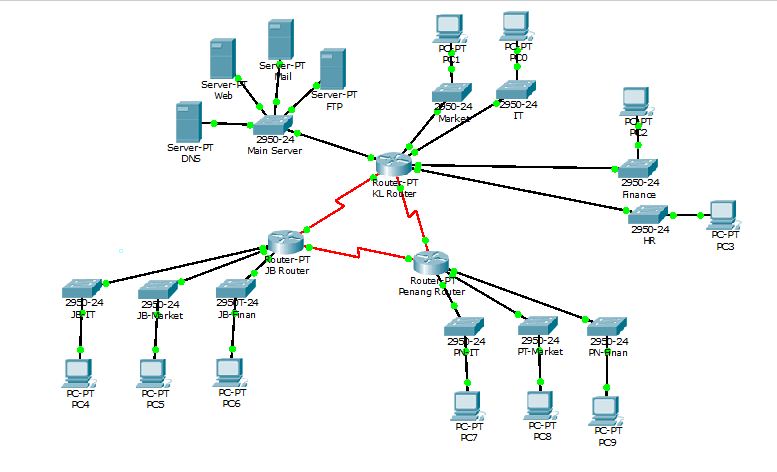 PC-PT
PC1
PC-PT
PC0
Server-PT
Mail
Server-PT
Web
Server-PT
FTP
Server-PT
DNS
2950-24
Main Server
2950-24
Market
2950-24
IT
PC-PT
PC2
2950-24
Finance
Router-PT
KL Router
2950-24
HR
PC-PT
PC3
Router-PT
JB Router
Router-PT
Penang Router
2950-24
JB-IT
2950-24
JB-Market
2950T-24
JB-Finan
2950-24
PN-IT
2950-24
PT-Market
2950-24
PN-Finan
PC-PT
PC4
PC-PT
PC5
PC-PT
PC6
PC-PT
PC7
PC-PT
PC8
PC-PT
PC9